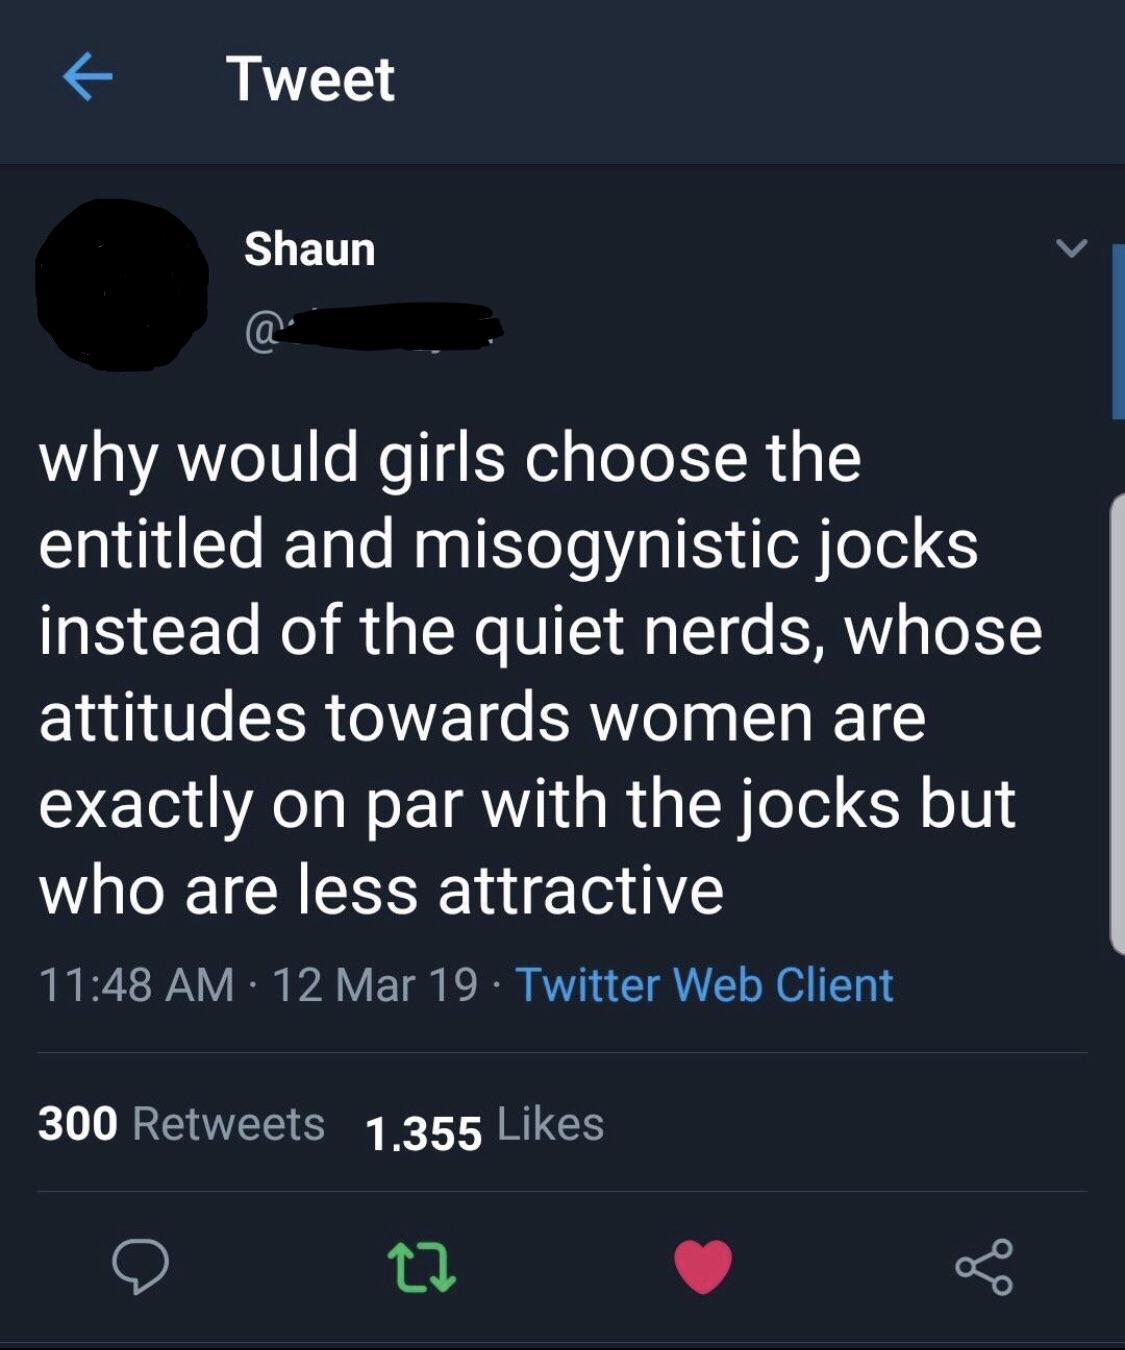 Tweet
Shaun
@
why would girls choose the
entitled and misogynistic jocks
instead of the quiet nerds, whose
attitudes towards women are
exactly on par with the jocks but
who are less attractive
11:48 AM · 12 Mar 19 · Twitter Web Client
300 Retweets 1.355 Likes